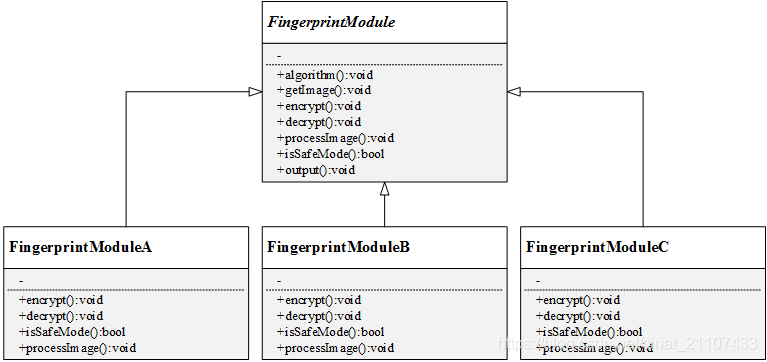 FingerprintModule
-
+algorithm():void
+getImage():void
+encrypt():void
+decrypt():void
+processImage():void
+isSafeMode():bool
+output():void
FingerprintModuleA
-
+encrypt():void
+decrypt():void
+isSafeMode():bool
+processImage():void
FingerprintModuleB
-
+encrypt():void
+decrypt():void
+isSafeMode():bool
+processImage():void
FingerprintModuleC
-
+encrypt():void
+decrypt():void
+isSafeMode():bool
+processImage():void